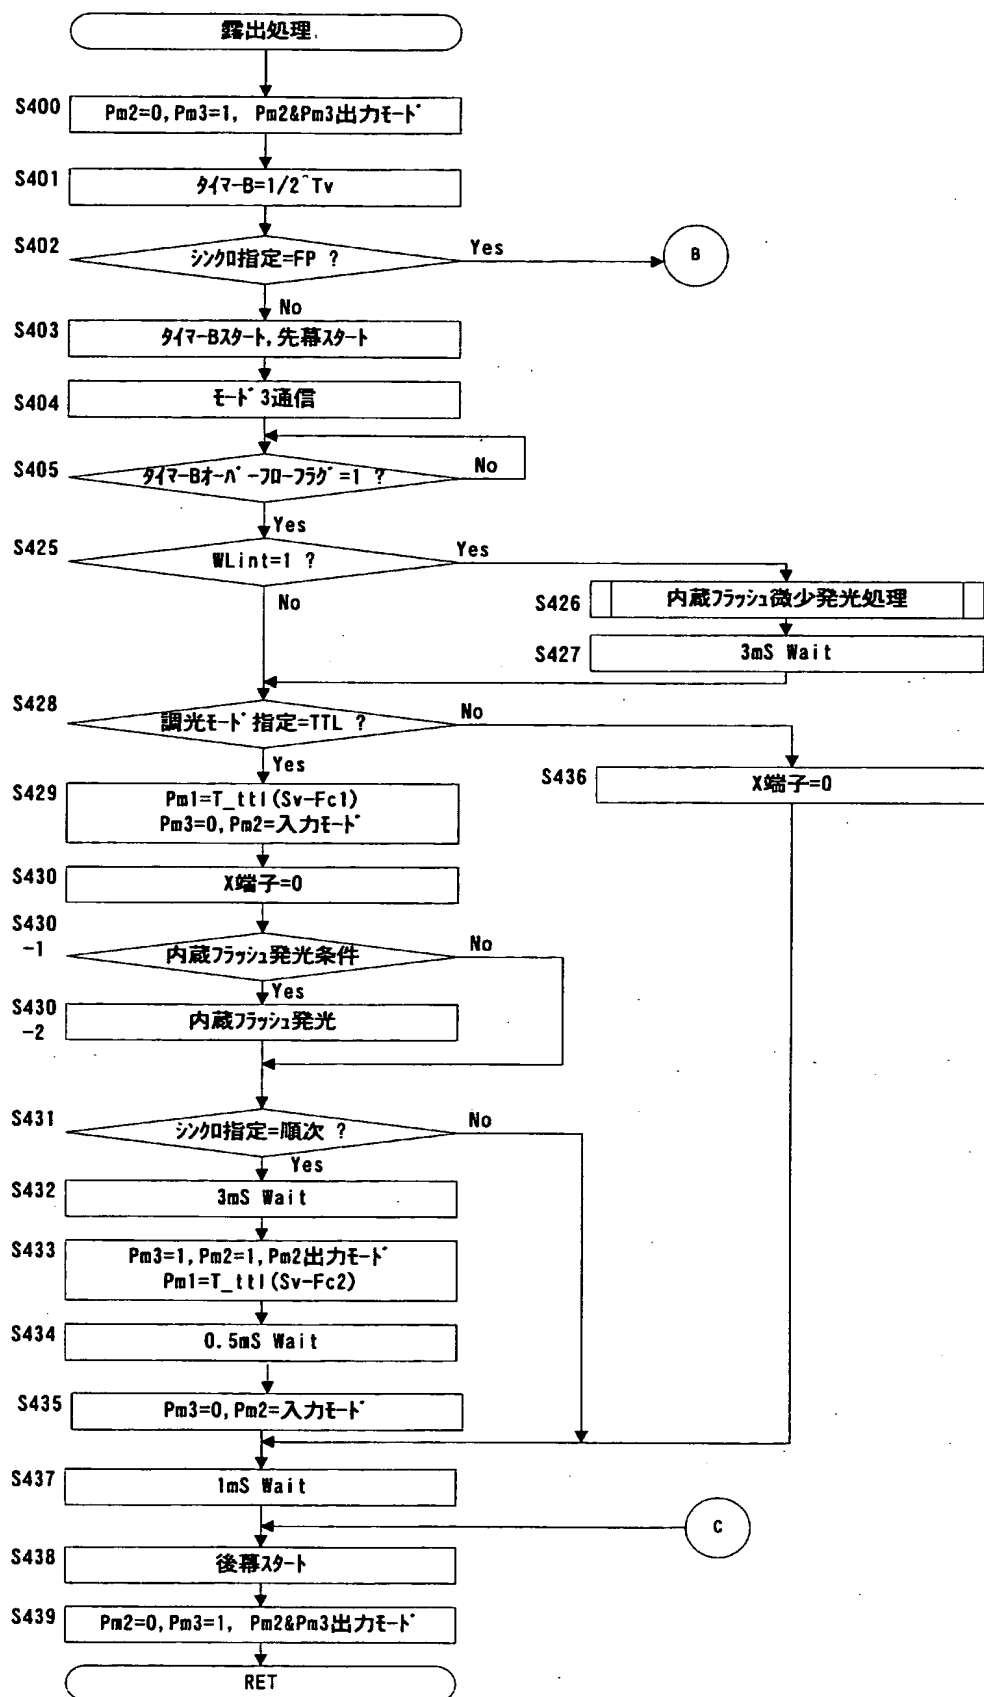 露出処理
S400
Pm2=0,Pm3=1, Pm2&Pm3出力モード
S401
タイマーB=1/2^Tv
S402
シンクロ指定=FP ?
Yes
B
No
S403
タイマーBスタート,先幕スタート
S404
モード3通信
S405
タイマーBオーバーフローフラグ=1 ?
No
Yes
S425
WLint=1 ?
Yes
No
S426
内蔵フラッシュ微少発光処理
S427
3mS Wait
S428
調光モード指定=TTL ?
No
Yes
S436
X端子=0
S429
Pm1=T_ttl(Sv-Fc1)
Pm3=0,Pm2=入力モード
S430
X端子=0
S430
-1
内蔵フラッシュ発光条件
No
Yes
S430
-2
内蔵フラッシュ発光
S431
シンクロ指定=順次 ?
No
Yes
S432
3mS Wait
S433
Pm3=1,Pm2=1,Pm2出力モード
Pm1=T_ttl(Sv-Fc2)
S434
0.5mS Wait
S435
Pm3=0,Pm2=入力モード
S437
1mS Wait
C
S438
後幕スタート
S439
Pm2=0,Pm3=1, Pm2&Pm3出力モード
RET